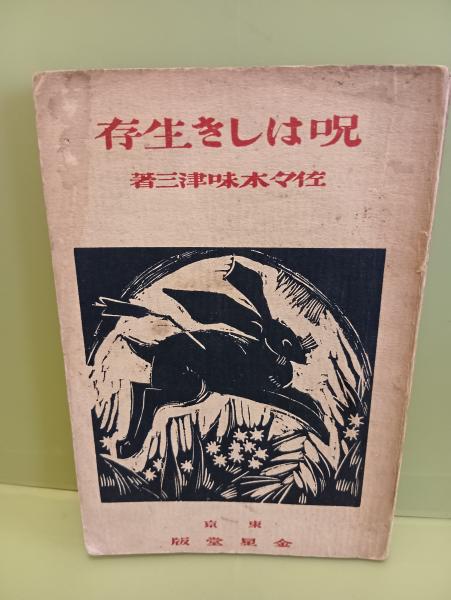 呪はしき生存
佐々木味津三著
東京
金星堂版